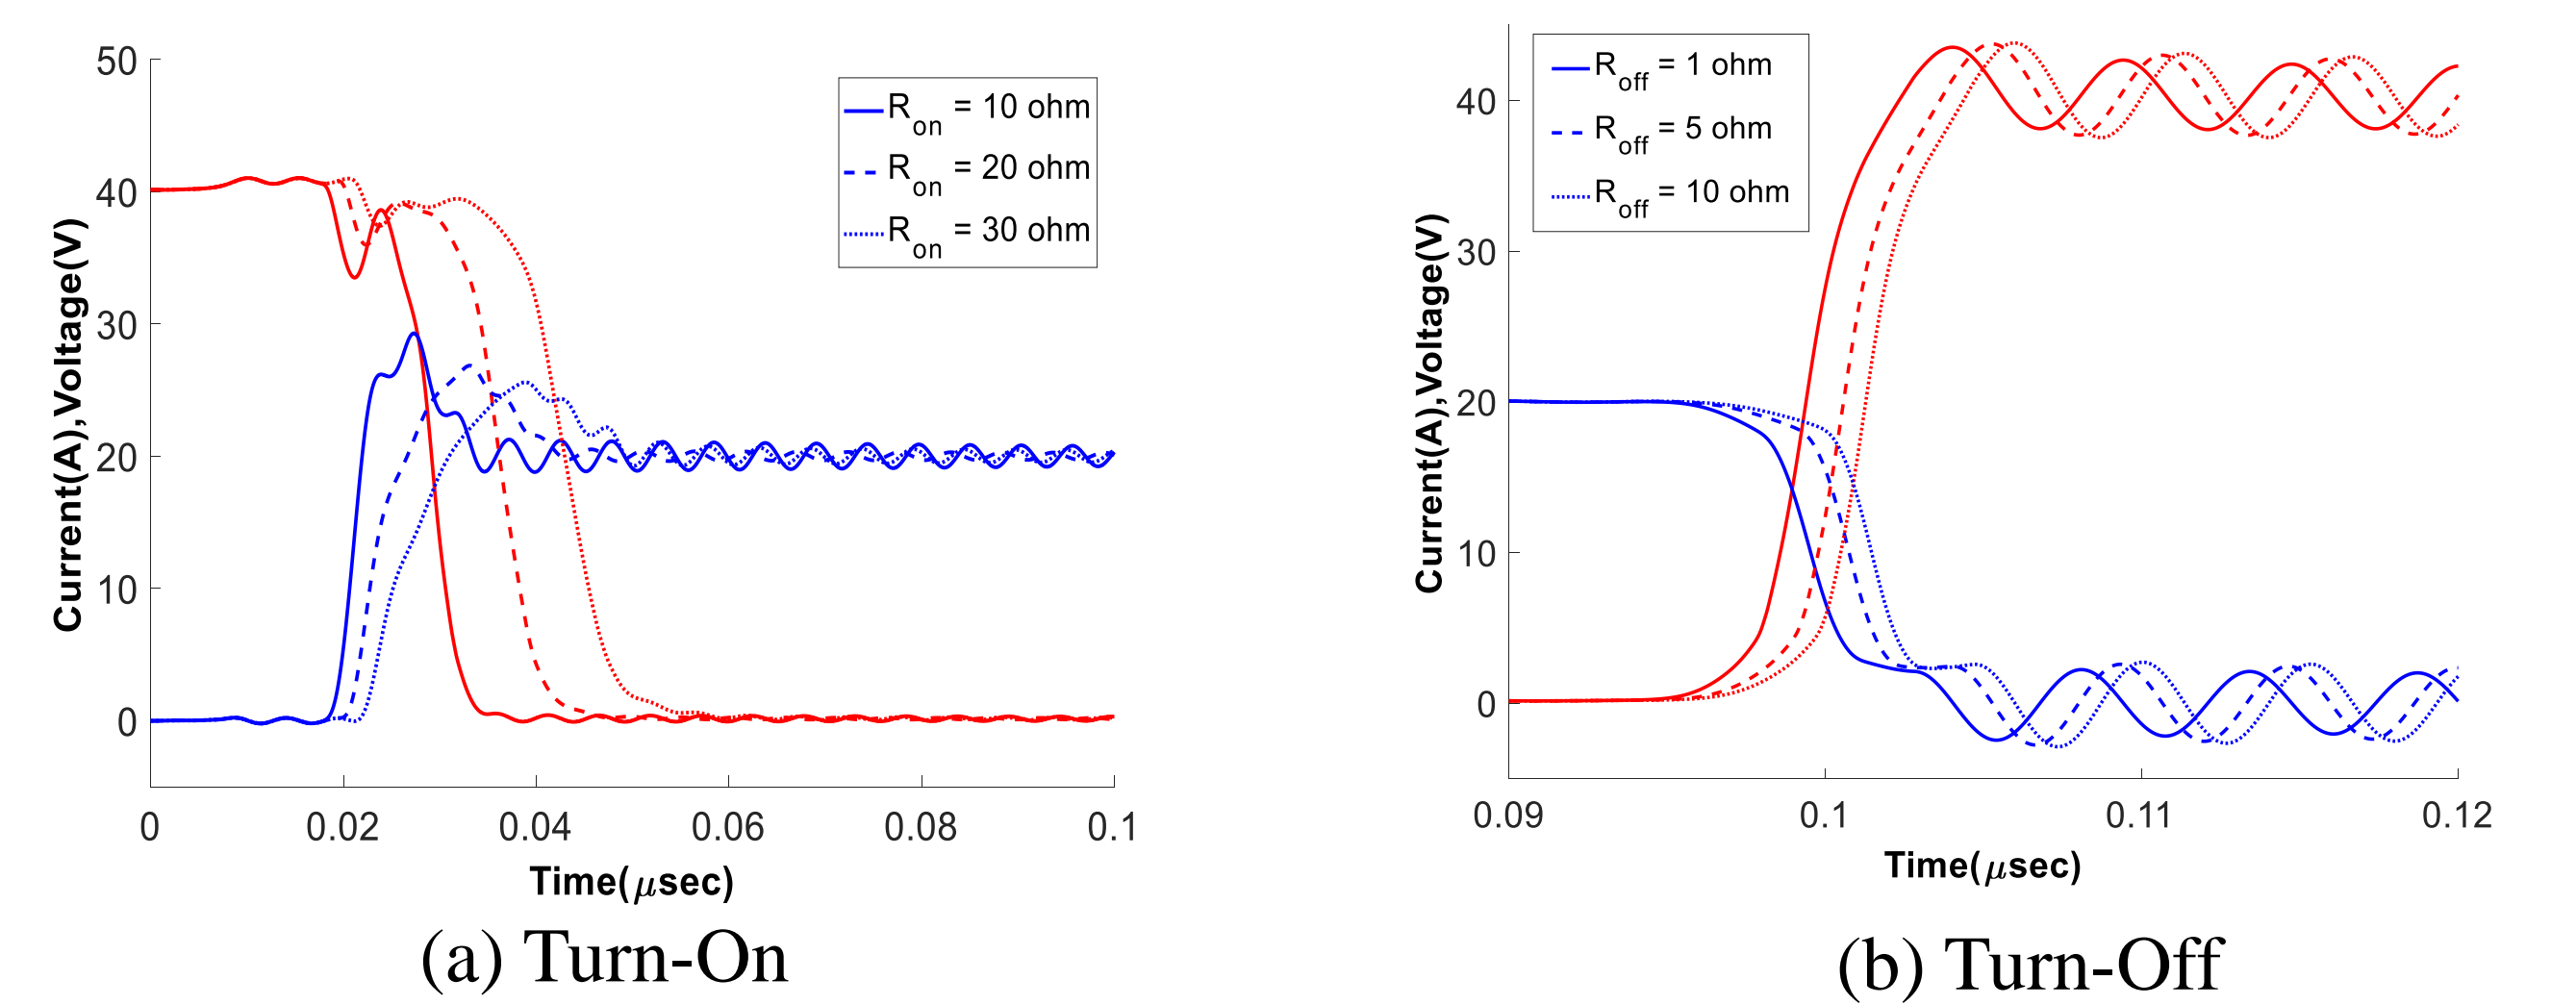 50
40
30
20
10
0
Current(A),Voltage(V)
R_on = 10 ohm
R_on = 20 ohm
R_on = 30 ohm
0 0.02 0.04 0.06 0.08 0.1
Time(μsec)
(a) Turn-On
40
30
20
10
0
Current(A),Voltage(V)
R_off = 1 ohm
R_off = 5 ohm
R_off = 10 ohm
0.09 0.1 0.11 0.12
Time(μsec)
(b) Turn-Off